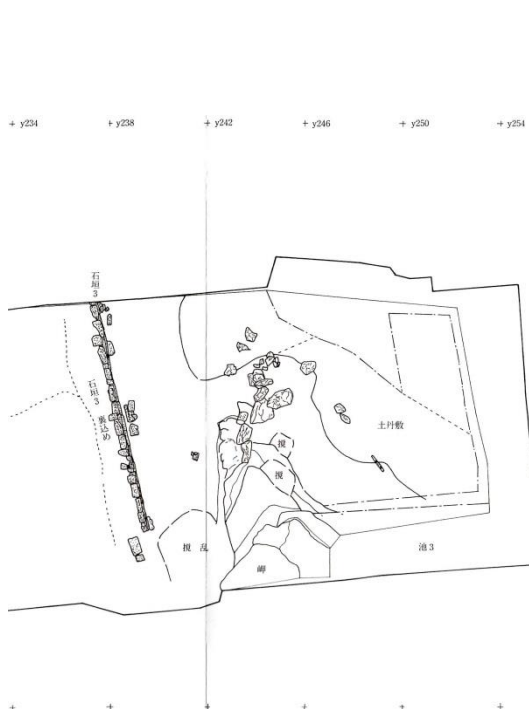 + y234
+ y238
+ y242
+ y246
+ y250
+ y254
石垣3
石垣3
裏込め
土丹敷
撹
撹
撹乱
岬
池3